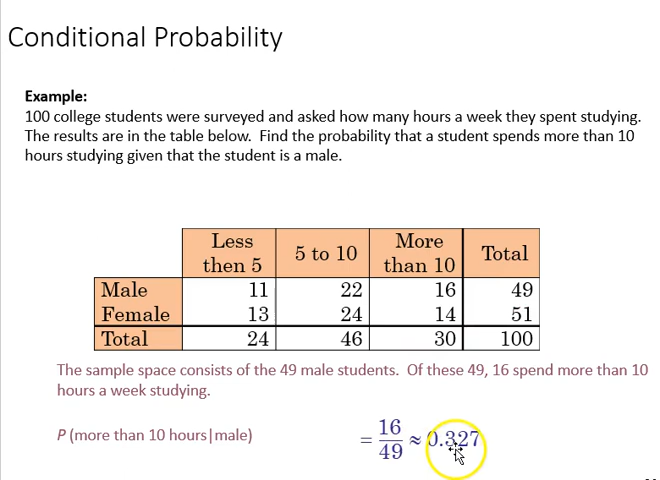 Conditional Probability
Example:
100 college students were surveyed and asked how many hours a week they spent studying.
The results are in the table below. Find the probability that a student spends more than 10
hours studying given that the student is a male.
Less then 5 | 5 to 10 | More than 10 | Total
Male | 11 | 22 | 16 | 49
Female | 13 | 24 | 14 | 51
Total | 24 | 46 | 30 | 100
The sample space consists of the 49 male students. Of these 49, 16 spend more than 10
hours a week studying.
P (more than 10 hours|male) = 16/49 ≈ 0.327